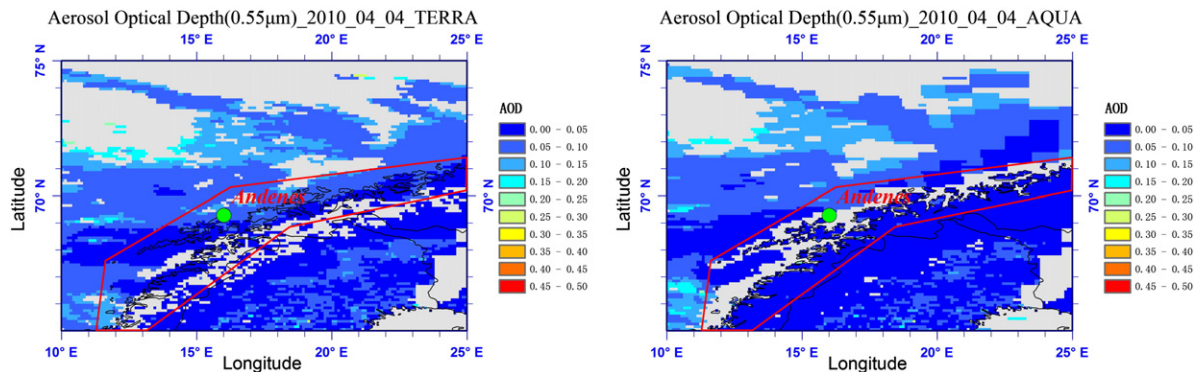 Aerosol Optical Depth(0.55μm)_2010_04_04_TERRA
15° E 20° E 25° E
75° N
70° N
Latitude
70° N
Andenes
10° E 15° E 20° E 25° E
Longitude
AOD
0.00 - 0.05
0.05 - 0.10
0.10 - 0.15
0.15 - 0.20
0.20 - 0.25
0.25 - 0.30
0.30 - 0.35
0.35 - 0.40
0.40 - 0.45
0.45 - 0.50
Aerosol Optical Depth(0.55μm)_2010_04_04_AQUA
15° E 20° E 25° E
75° N
70° N
Latitude
70° N
Andenes
10° E 15° E 20° E 25° E
Longitude
AOD
0.00 - 0.05
0.05 - 0.10
0.10 - 0.15
0.15 - 0.20
0.20 - 0.25
0.25 - 0.30
0.30 - 0.35
0.35 - 0.40
0.40 - 0.45
0.45 - 0.50